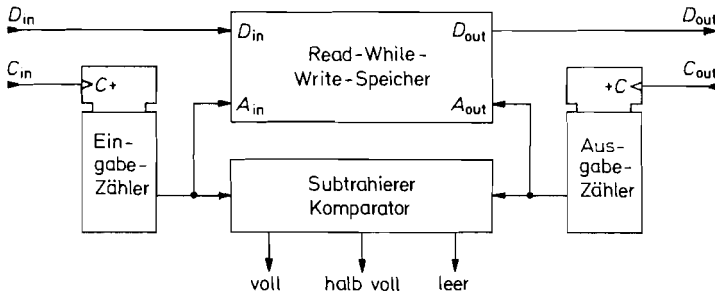 D_in
D_out
C_in
C+
D_in
D_out
Read-While-
Write-Speicher
A_in
A_out
+C
C_out
Ein-
gabe-
Zähler
Subtrahierer
Komparator
Aus-
gabe-
Zähler
voll
halb voll
leer